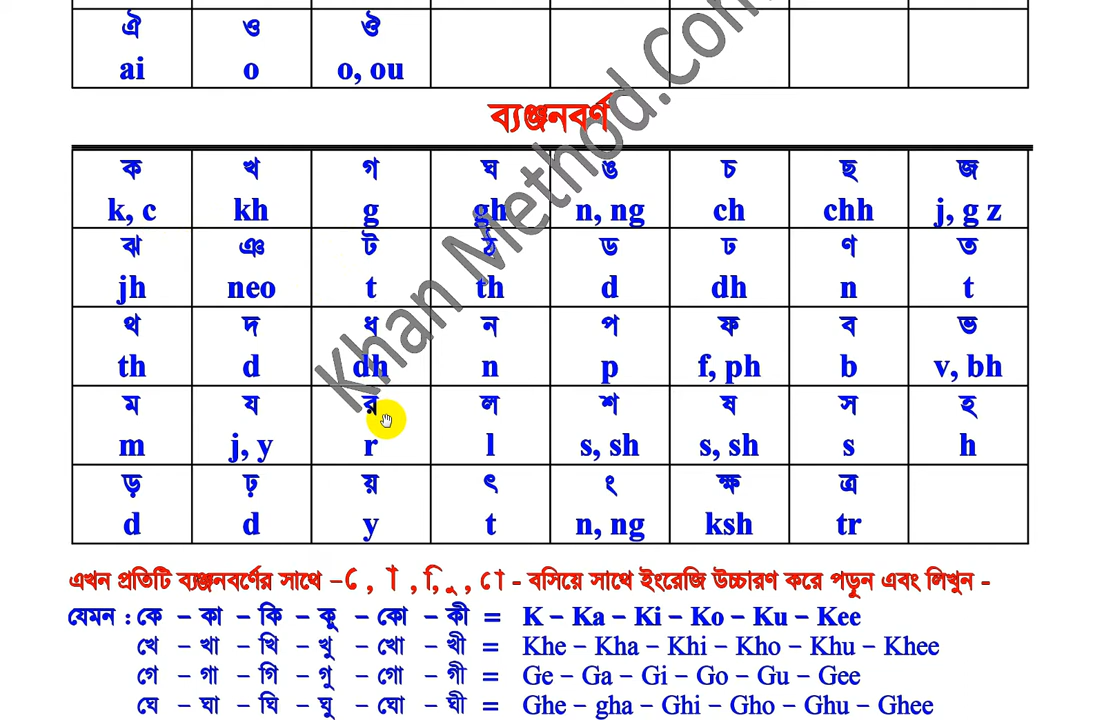 ঐ ও ঔ
ai o o, ou
ব্যঞ্জনবর্ণ
ক খ গ ঘ ঙ চ ছ জ
k, c kh g gh n, ng ch chh j, g z
ঝ ঞ ট ঠ ড ঢ ণ ত
jh neo t th d dh n t
থ দ ধ ন প ফ ব ভ
th d dh n p f, ph b v, bh
ম য র ল শ ষ স হ
m j, y r l s, sh s, sh s h
ড় ঢ় য় ৎ ং ক্ষ ত্র
d d y t n, ng ksh tr
এখন প্রতিটি ব্যঞ্জনবর্ণের সাথে –ে , া , ি,ু , ো - বসিয়ে সাথে ইংরেজি উচ্চারণ করে পড়ুন এবং লিখুন -
যেমন : কে – কা – কি – কু – কো – কী = K – Ka – Ki – Ko – Ku – Kee
খে – খা – খি – খু – খো – খী = Khe – Kha – Khi – Kho – Khu – Khee
গে – গা – গি – গু – গো – গী = Ge – Ga – Gi – Go – Gu – Gee
ঘে – ঘা – ঘি – ঘু – ঘো – ঘী = Ghe – gha – Ghi – Gho – Ghu – Ghee
Khan Method.Com